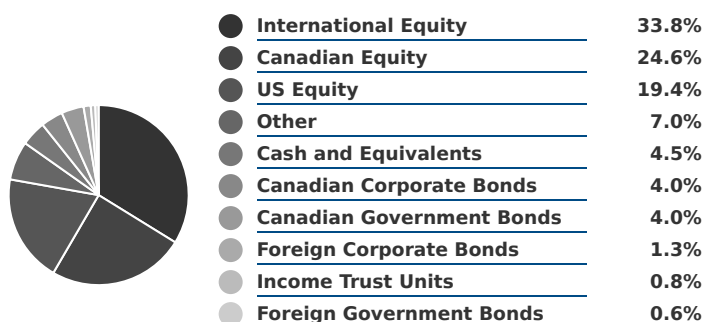 International Equity 33.8%
Canadian Equity 24.6%
US Equity 19.4%
Other 7.0%
Cash and Equivalents 4.5%
Canadian Corporate Bonds 4.0%
Canadian Government Bonds 4.0%
Foreign Corporate Bonds 1.3%
Income Trust Units 0.8%
Foreign Government Bonds 0.6%